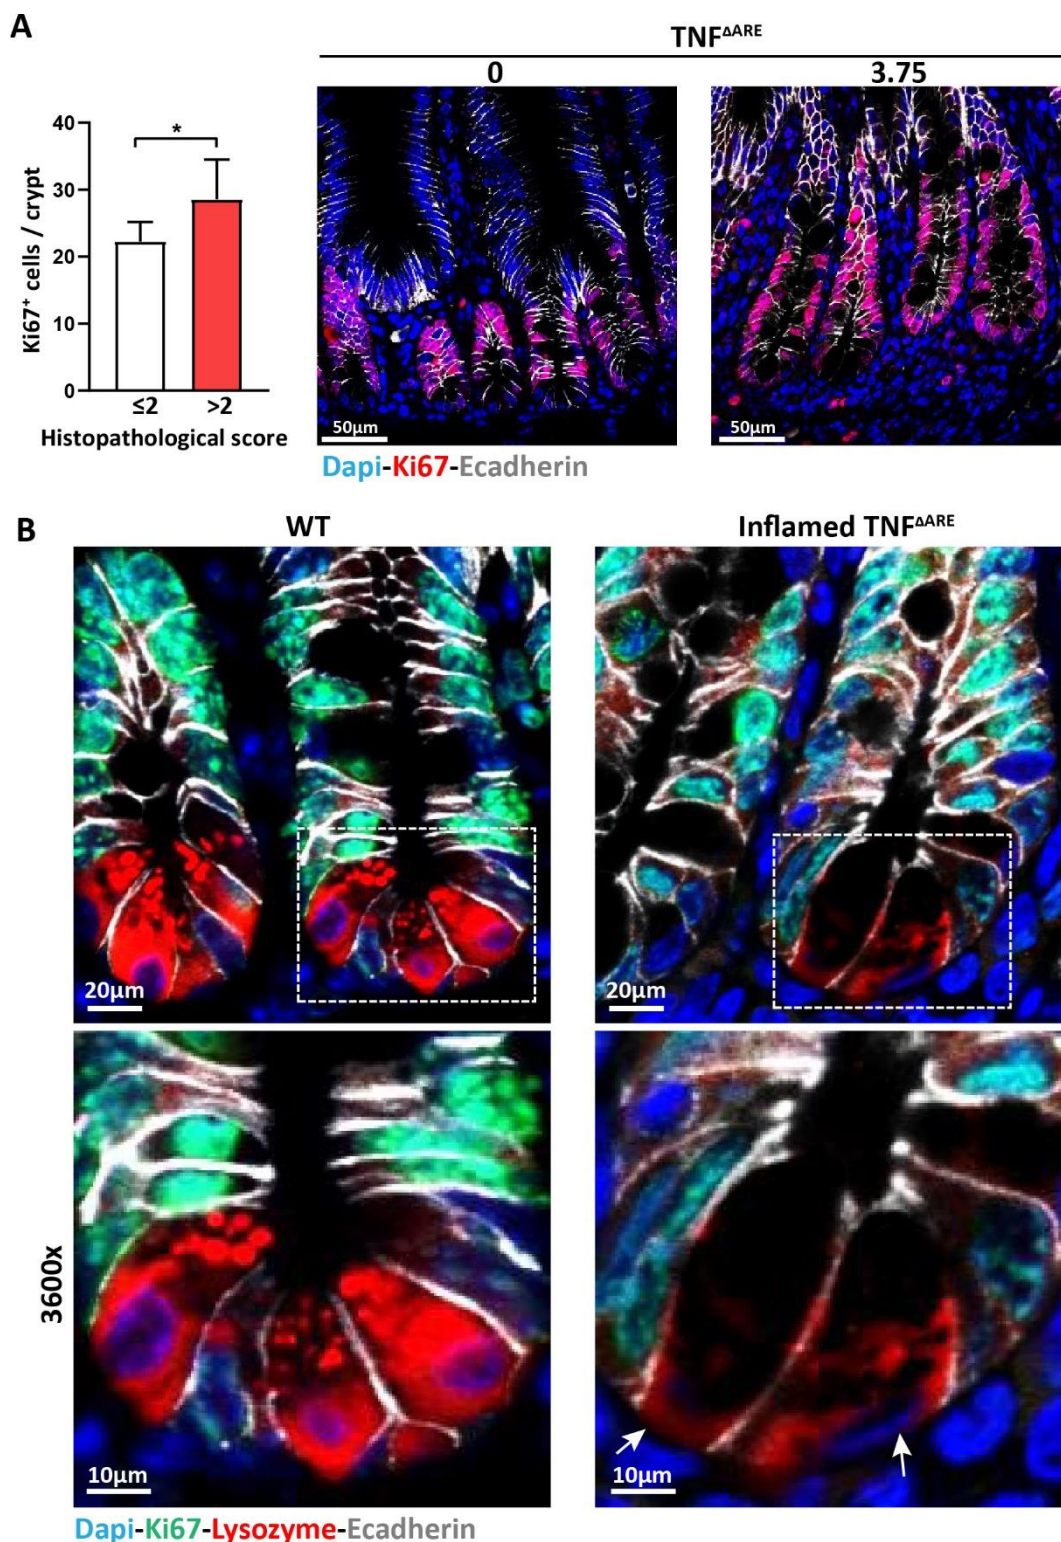 A
TNF^ΔARE
0
3.75
Ki67⁺ cells / crypt
40
30
20
10
0
*
≤2
>2
Histopathological score
50µm
50µm
Dapi-Ki67-Ecadherin
B
WT
Inflamed TNF^ΔARE
20µm
20µm
3600x
10µm
10µm
Dapi-Ki67-Lysozyme-Ecadherin